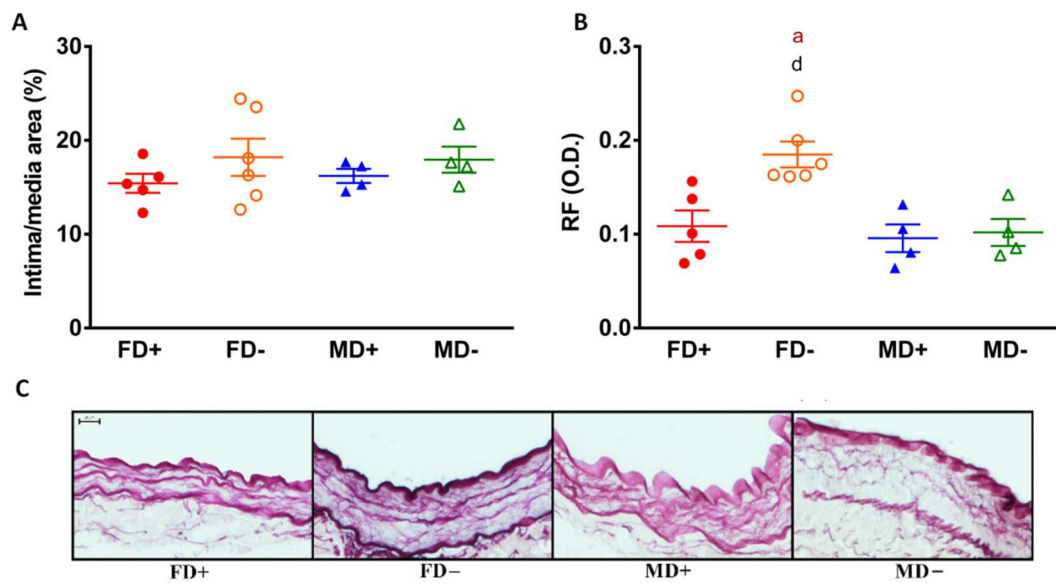 A
Intima/media area (%)
30
20
10
0
FD+ FD- MD+ MD-
B
RF (O.D.)
0.3
0.2
0.1
0.0
a
d
FD+ FD- MD+ MD-
C
FD+ FD− MD+ MD−